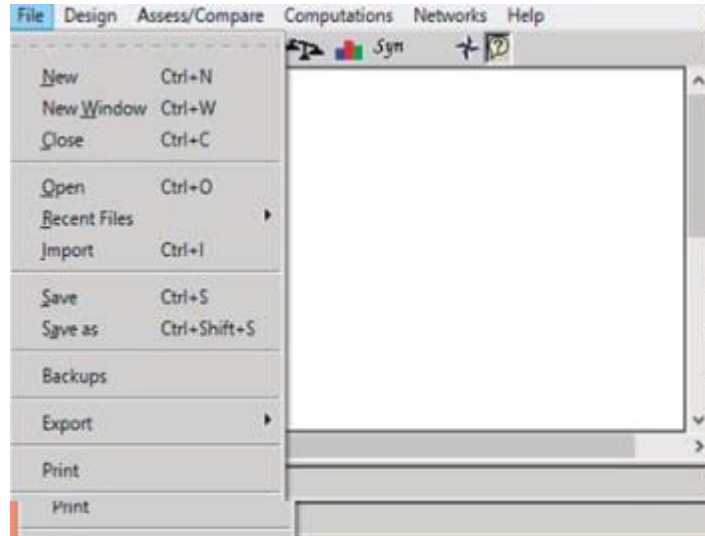 File Design Assess/Compare Computations Networks Help
Syn
New Ctrl+N
New Window Ctrl+W
Close Ctrl+C
Open Ctrl+O
Recent Files
Import Ctrl+I
Save Ctrl+S
Save as Ctrl+Shift+S
Backups
Export
Print
Print